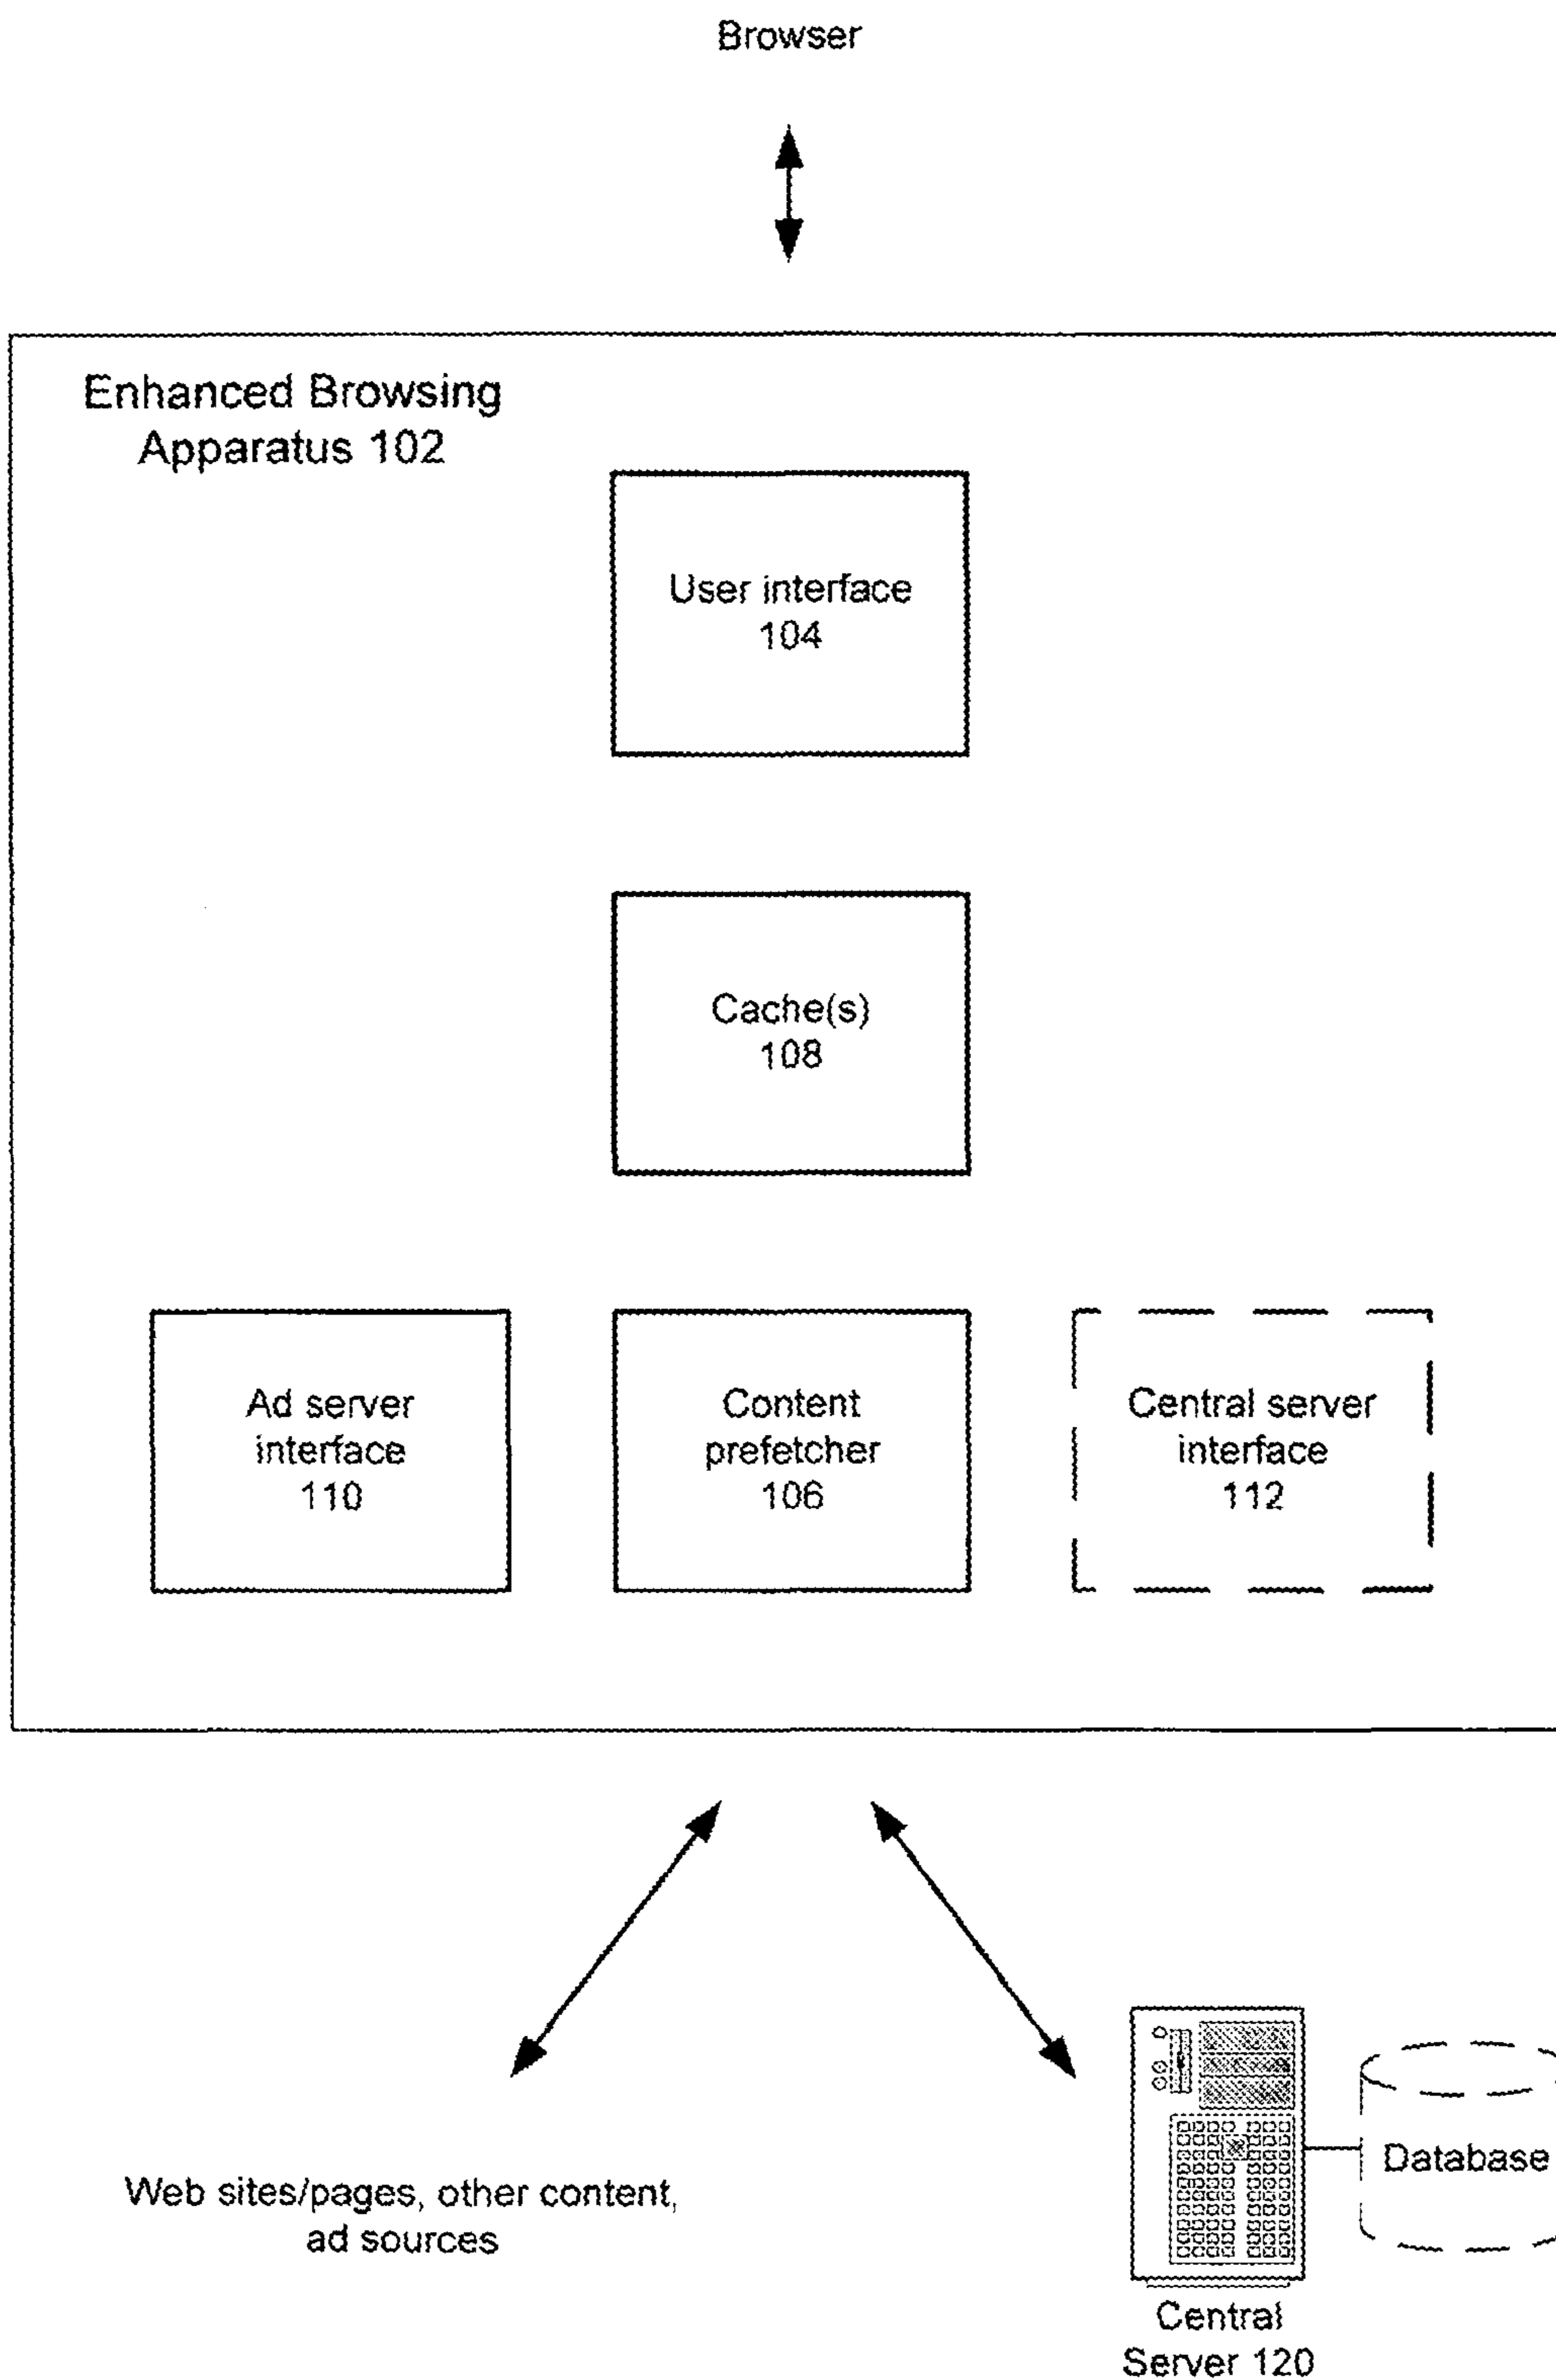 Browser
Enhanced Browsing
Apparatus 102
User interface
104
Cache(s)
108
Ad server
interface
110
Content
prefetcher
106
Central server
interface
112
Web sites/pages, other content,
ad sources
Database
Central
Server 120